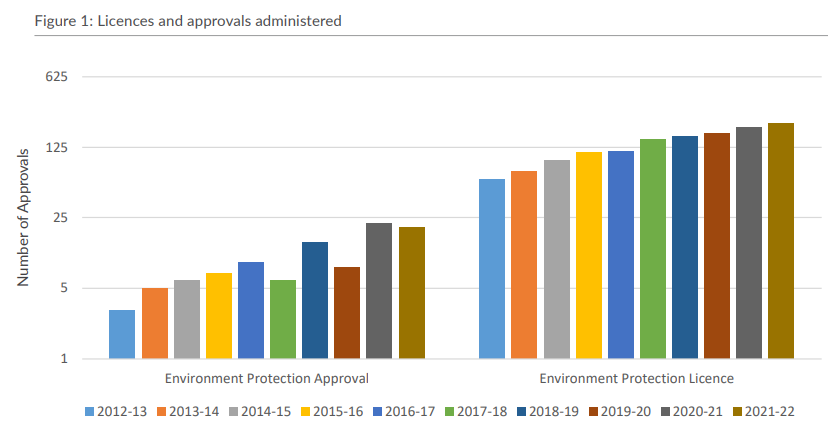 Figure 1: Licences and approvals administered
625
125
25
5
1
Number of Approvals
Environment Protection Approval
Environment Protection Licence
2012-13 2013-14 2014-15 2015-16 2016-17 2017-18 2018-19 2019-20 2020-21 2021-22